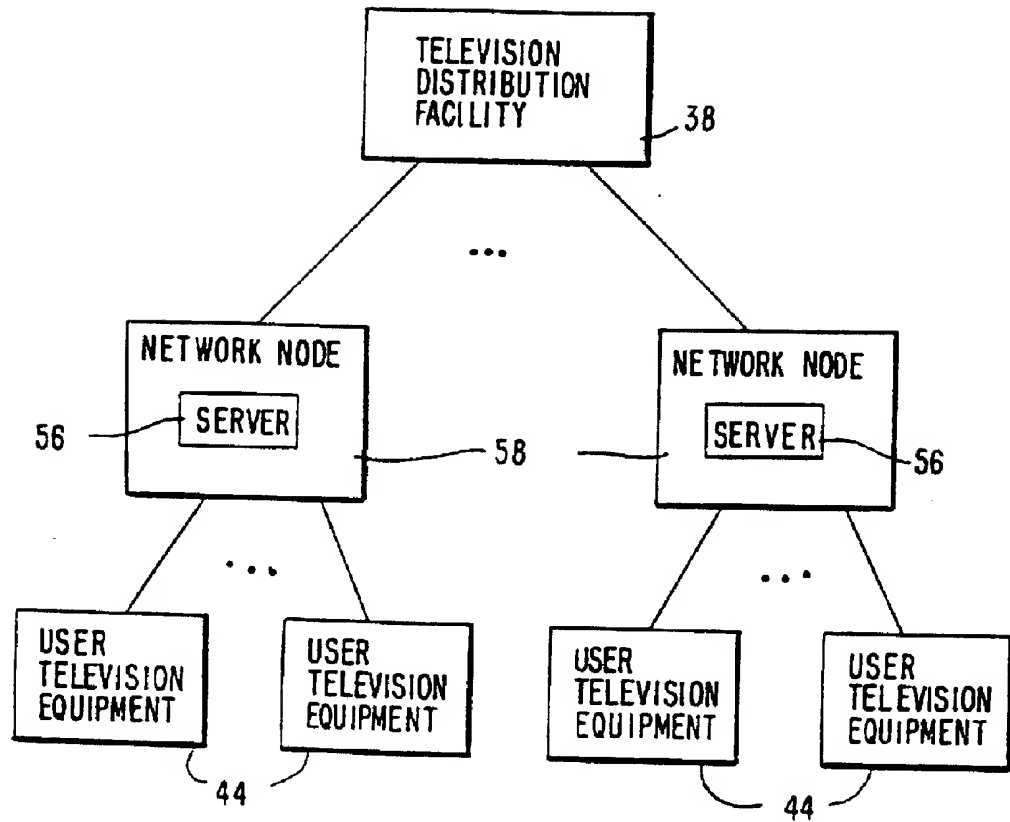 TELEVISION
DISTRIBUTION
FACILITY
38
...
NETWORK NODE
SERVER
56
58
NETWORK NODE
SERVER
56
...
...
USER
TELEVISION
EQUIPMENT
USER
TELEVISION
EQUIPMENT
USER
TELEVISION
EQUIPMENT
USER
TELEVISION
EQUIPMENT
44
44